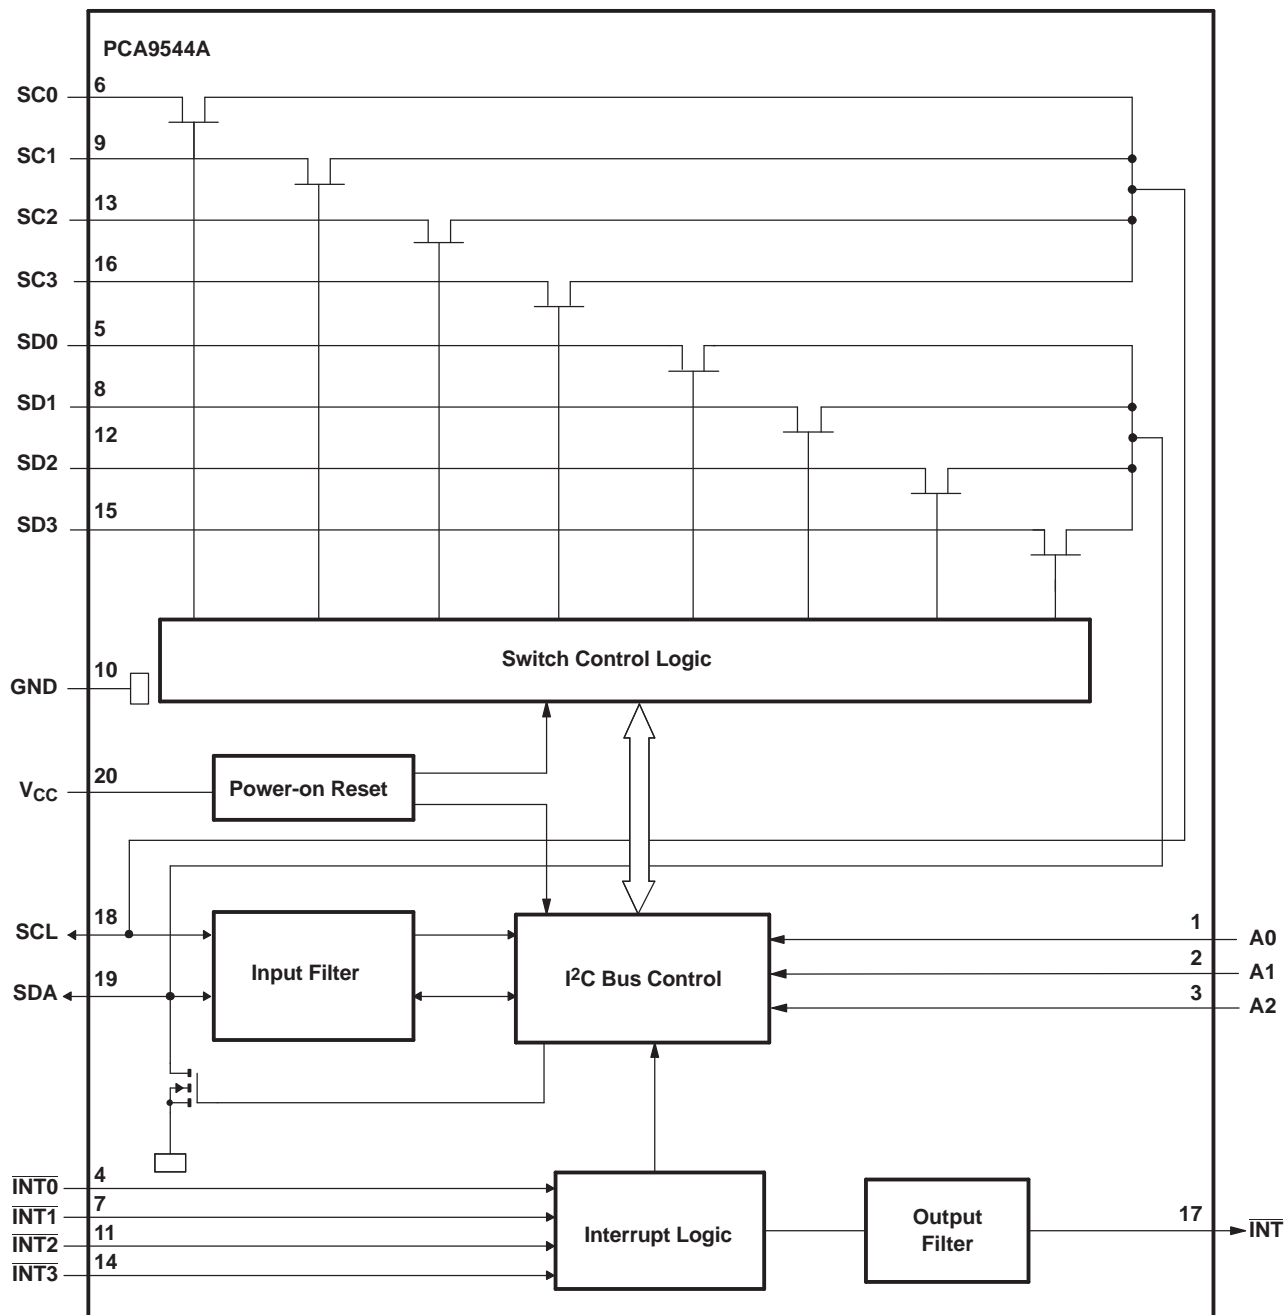 PCA9544A
SC0 6
SC1 9
SC2 13
SC3 16
SD0 5
SD1 8
SD2 12
SD3 15
Switch Control Logic
GND 10
VCC 20
Power-on Reset
SCL 18
SDA 19
Input Filter
I2C Bus Control
1 A0
2 A1
3 A2
INT0 4
INT1 7
INT2 11
INT3 14
Interrupt Logic
Output
Filter
17 INT